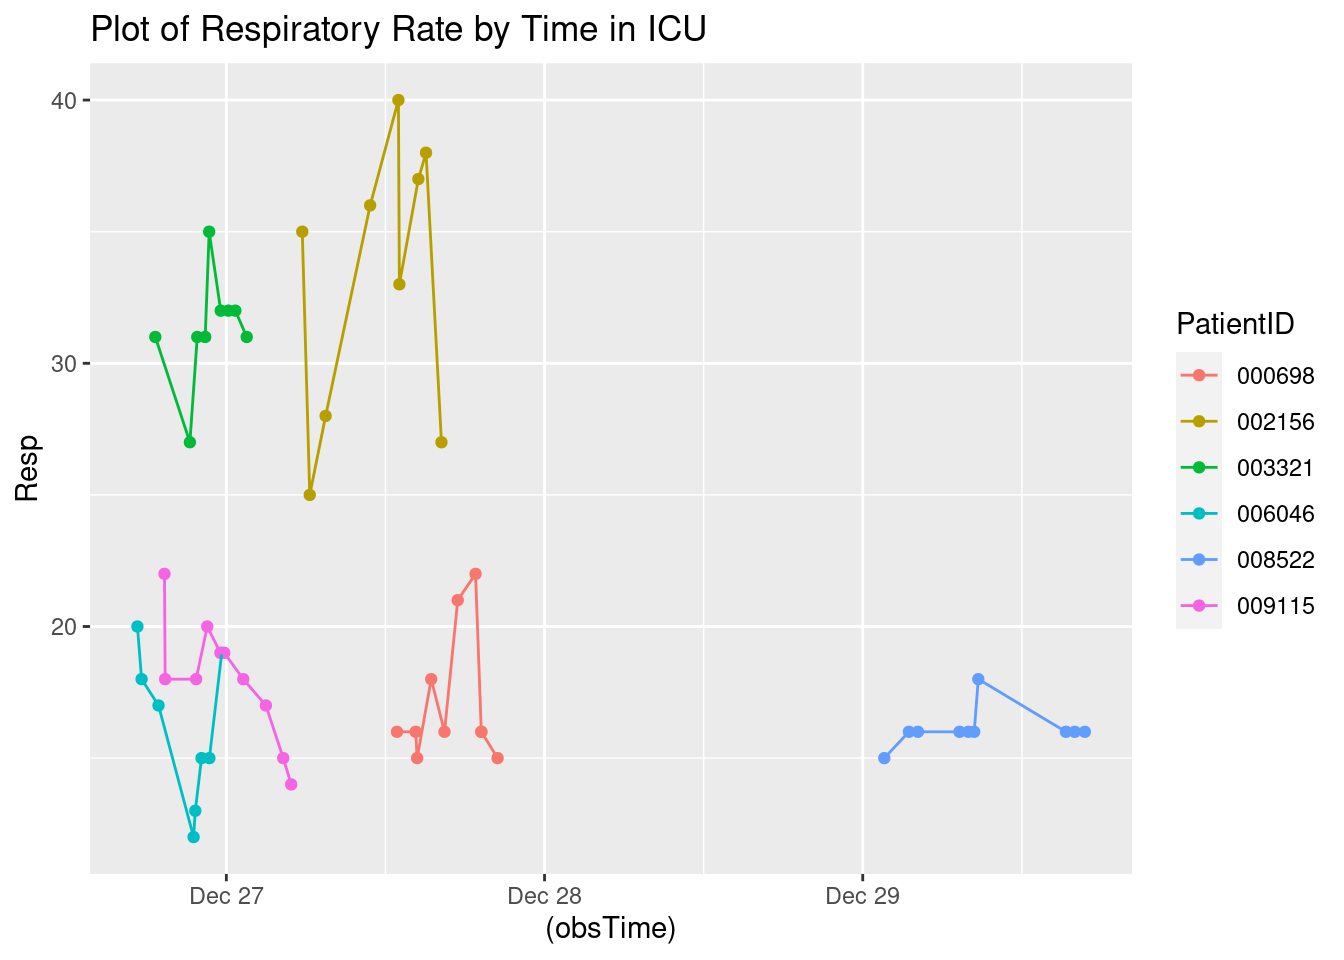 Plot of Respiratory Rate by Time in ICU
40
30
20
Resp
Dec 27
Dec 28
Dec 29
(obsTime)
PatientID
000698
002156
003321
006046
008522
009115